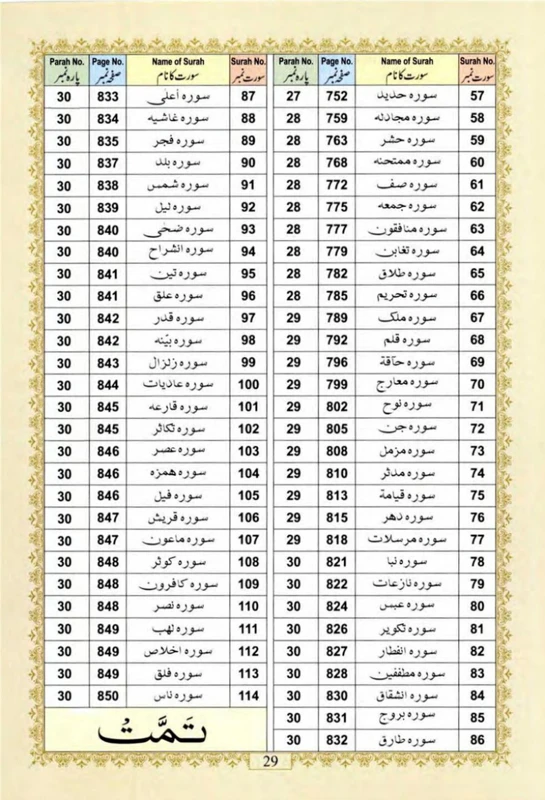 Surah No. Name of Surah Page No. Parah No.
سورت نمبر سورت کا نام صفحہ نمبر پارہ نمبر
57 سورہ حدید 752 27
58 سورہ مجادلہ 759 28
59 سورہ حشر 763 28
60 سورہ ممتحنہ 768 28
61 سورہ صف 772 28
62 سورہ جمعہ 775 28
63 سورہ منافقون 777 28
64 سورہ تغابن 779 28
65 سورہ طلاق 782 28
66 سورہ تحریم 785 28
67 سورہ ملک 789 29
68 سورہ قلم 792 29
69 سورہ حآقة 796 29
70 سورہ معارج 799 29
71 سورہ نوح 802 29
72 سورہ جن 805 29
73 سورہ مزمل 808 29
74 سورہ مدثر 810 29
75 سورہ قیامة 813 29
76 سورہ دھر 815 29
77 سورہ مرسلات 818 29
78 سورہ نبا 821 30
79 سورہ نازعات 822 30
80 سورہ عبس 824 30
81 سورہ تکویر 826 30
82 سورہ انفطار 827 30
83 سورہ مطففین 828 30
84 سورہ انشقاق 830 30
85 سورہ بروج 831 30
86 سورہ طارق 832 30
Surah No. Name of Surah Page No. Parah No.
سورت نمبر سورت کا نام صفحہ نمبر پارہ نمبر
87 سورہ أعلی 833 30
88 سورہ غاشیہ 834 30
89 سورہ فجر 835 30
90 سورہ بلد 837 30
91 سورہ شمس 838 30
92 سورہ لیل 839 30
93 سورہ ضحٰی 840 30
94 سورہ انشراح 840 30
95 سورہ تین 841 30
96 سورہ علق 841 30
97 سورہ قدر 842 30
98 سورہ بیّنہ 842 30
99 سورہ زلزال 843 30
100 سورہ عادیات 844 30
101 سورہ قارعہ 845 30
102 سورہ تکاثر 845 30
103 سورہ عصر 846 30
104 سورہ همزہ 846 30
105 سورہ فیل 846 30
106 سورہ قریش 847 30
107 سورہ ماعون 847 30
108 سورہ کوثر 848 30
109 سورہ کافرون 848 30
110 سورہ نصر 848 30
111 سورہ لهب 849 30
112 سورہ اخلاص 849 30
113 سورہ فلق 849 30
114 سورہ ناس 850 30
تَمَّتْ
29